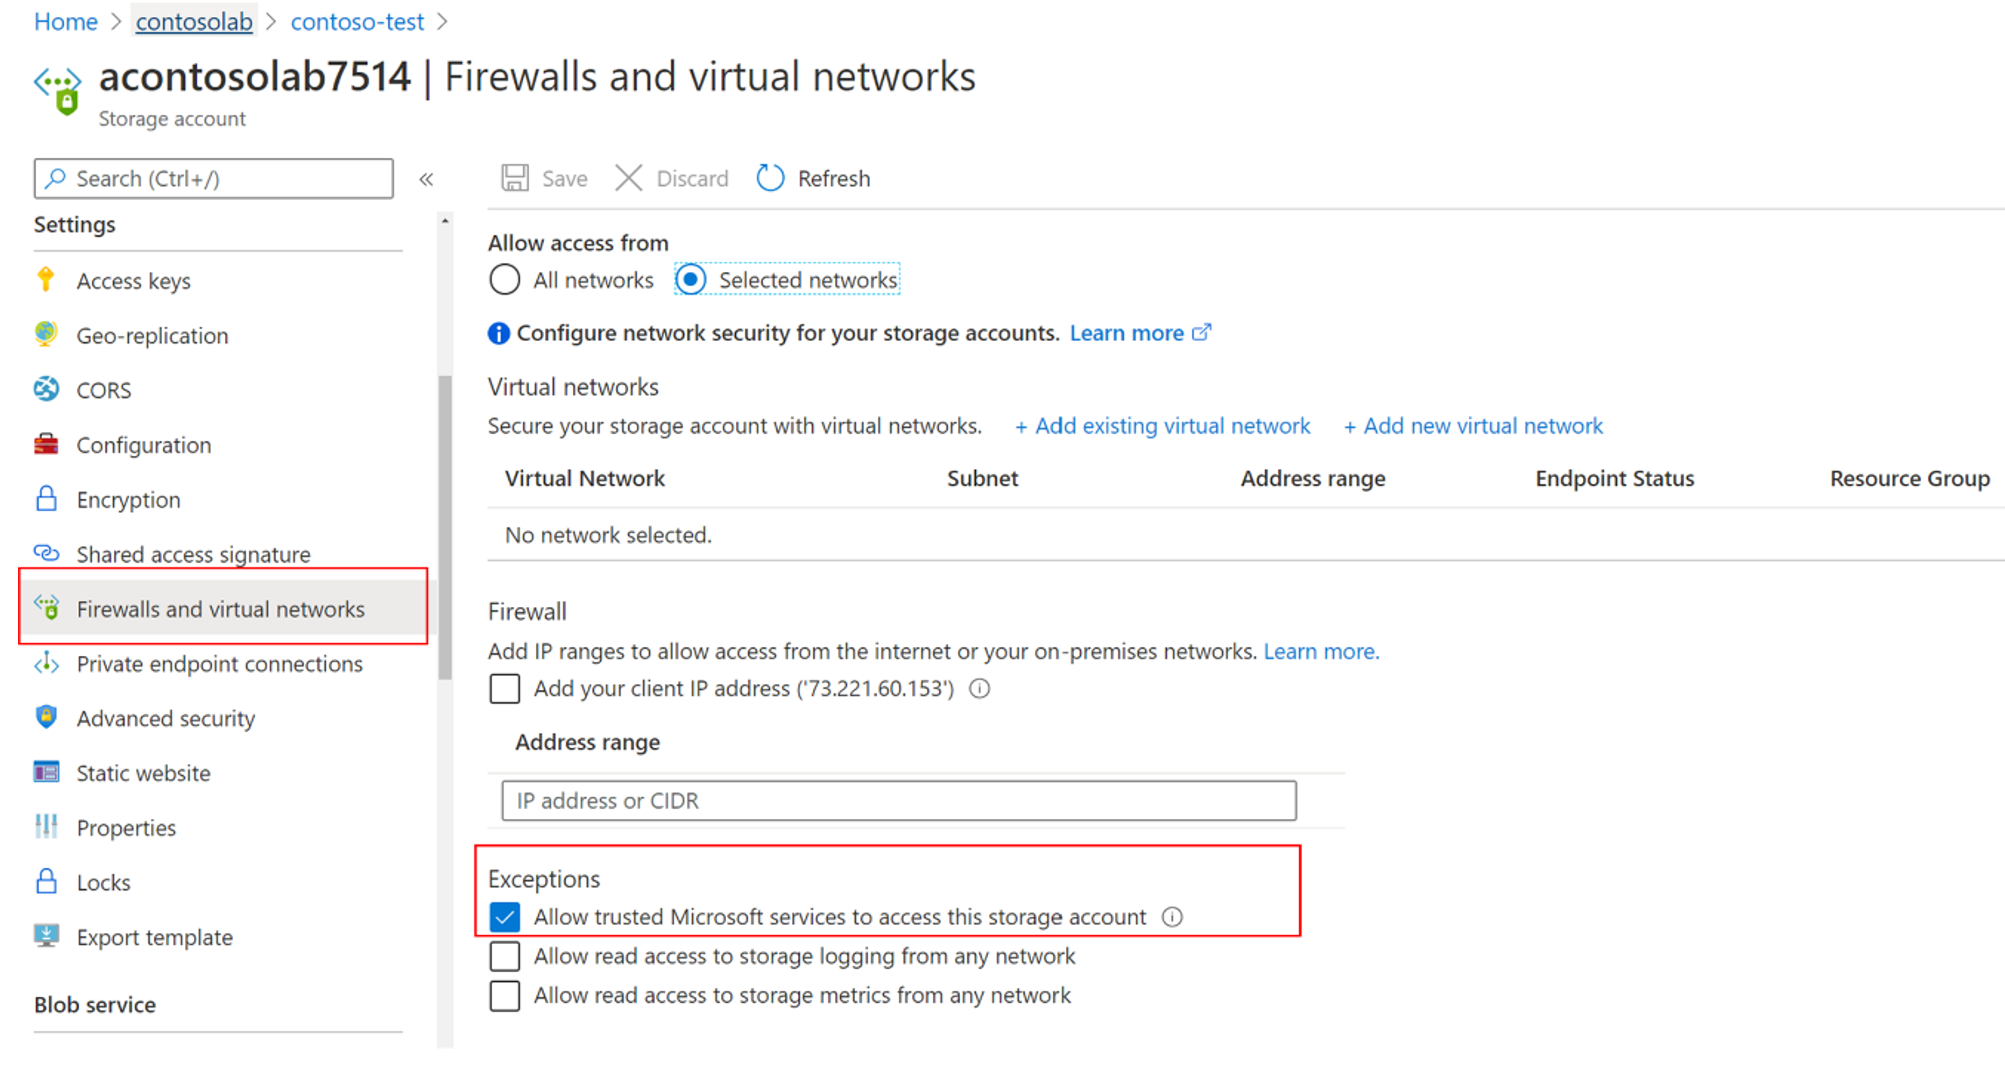 Home > contosolab > contoso-test >
acontosolab7514 | Firewalls and virtual networks
Storage account
Search (Ctrl+/)
«
Settings
Access keys
Geo-replication
CORS
Configuration
Encryption
Shared access signature
Firewalls and virtual networks
Private endpoint connections
Advanced security
Static website
Properties
Locks
Export template
Blob service
Save Discard Refresh
Allow access from
All networks Selected networks
Configure network security for your storage accounts. Learn more
Virtual networks
Secure your storage account with virtual networks. + Add existing virtual network + Add new virtual network
Virtual Network Subnet Address range Endpoint Status Resource Group
No network selected.
Firewall
Add IP ranges to allow access from the internet or your on-premises networks. Learn more.
Add your client IP address ('73.221.60.153')
Address range
IP address or CIDR
Exceptions
Allow trusted Microsoft services to access this storage account
Allow read access to storage logging from any network
Allow read access to storage metrics from any network